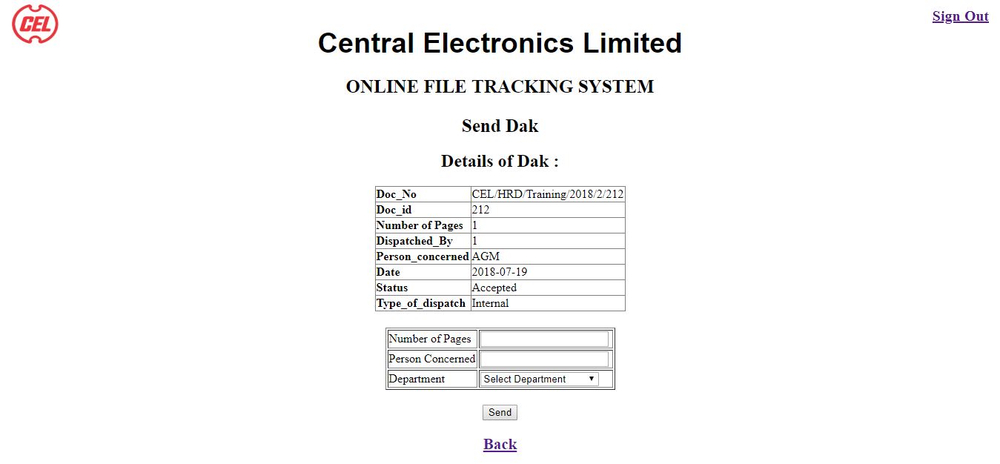 CEL
Sign Out
Central Electronics Limited
ONLINE FILE TRACKING SYSTEM
Send Dak
Details of Dak :
Doc_No CEL/HRD/Training/2018/2/212
Doc_id 212
Number of Pages 1
Dispatched_By 1
Person_concerned AGM
Date 2018-07-19
Status Accepted
Type_of_dispatch Internal
Number of Pages
Person Concerned
Department Select Department
Send
Back